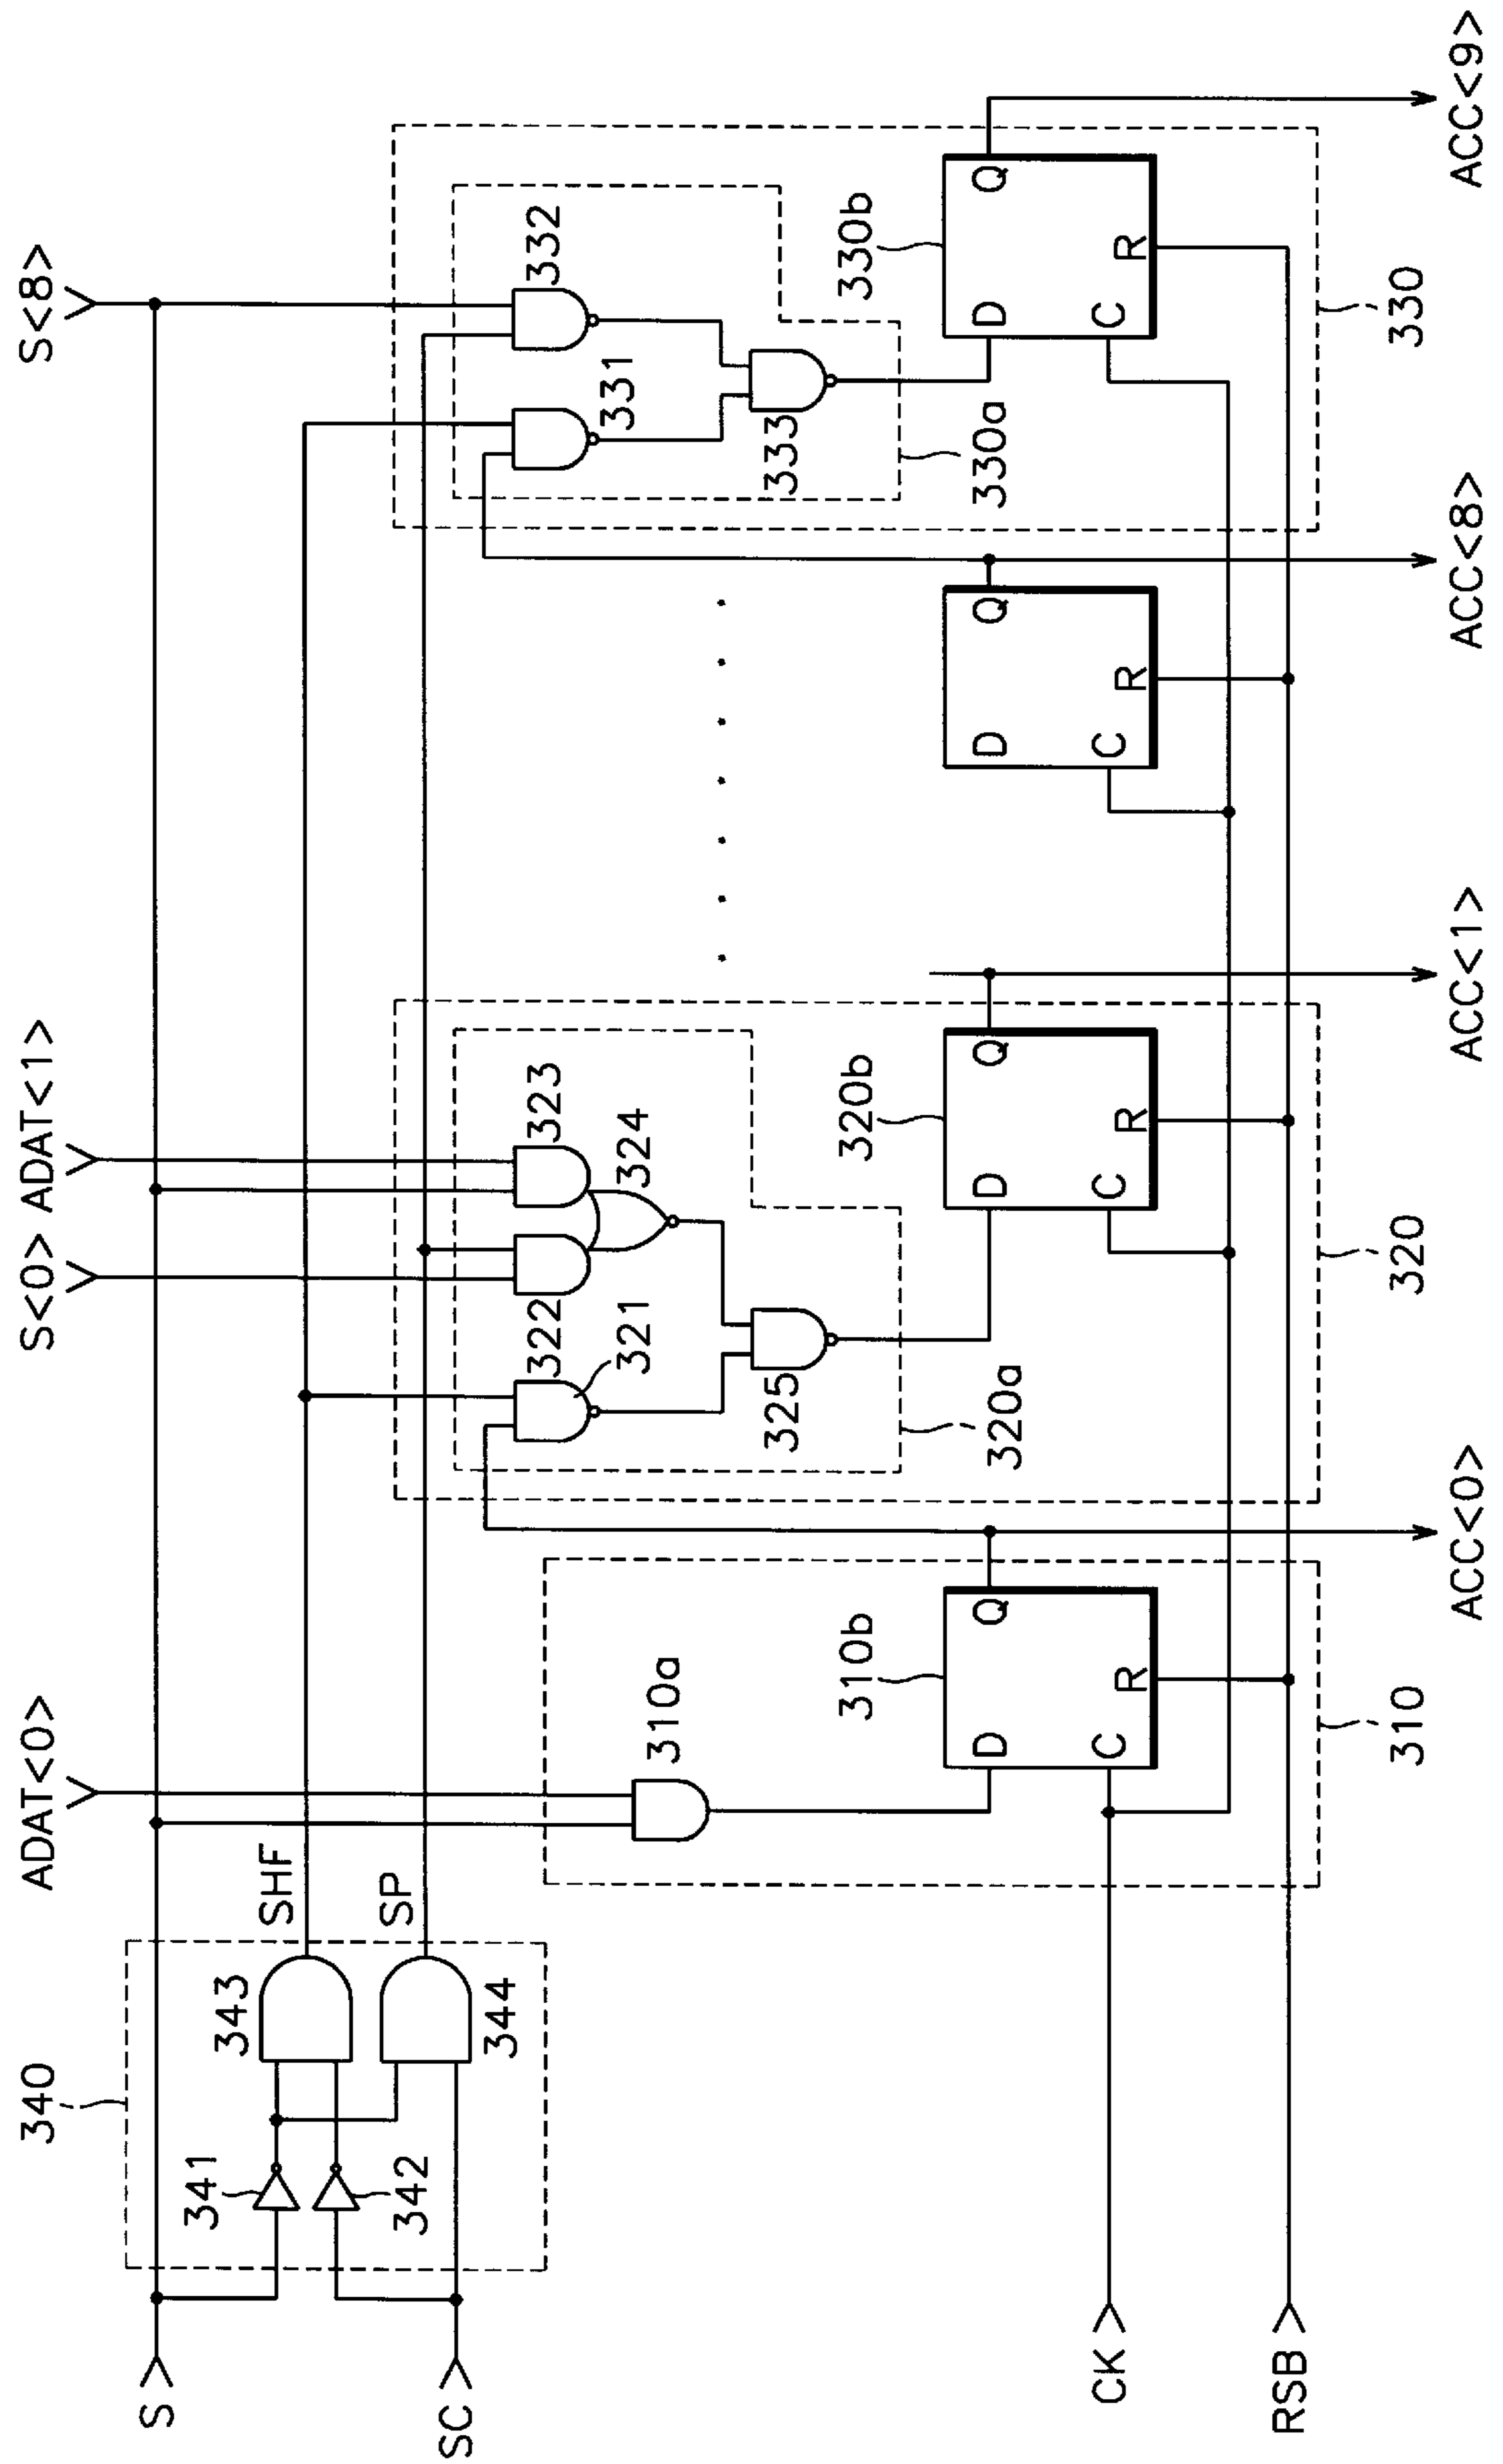 ADAT<0>
S<0>
ADAT<1>
S<8>
340
341
342
343
344
SHF
SP
S
SC
310a
310b
D
Q
C
R
310
322
321
323
324
325
320a
320b
D
Q
C
R
320
D
Q
C
R
332
331
333
330a
330b
D
Q
C
R
330
CK
RSB
ACC<0>
ACC<1>
ACC<8>
ACC<9>